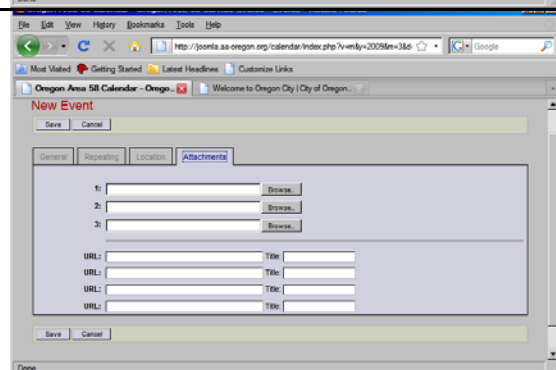 File Edit View History Bookmarks Tools Help
http://joomla.aa-oregon.org/calendar/index.php?v=m&y=2009&m=3&d Google
Most Visited Getting Started Latest Headlines Customize Links
Oregon Area 58 Calendar - Orego... Welcome to Oregon City | City of Oregon...
New Event
Save Cancel
General Repeating Location Attachments
1: Browse..
2: Browse..
3: Browse..
URL: Title:
URL: Title:
URL: Title:
URL: Title:
Save Cancel
Done